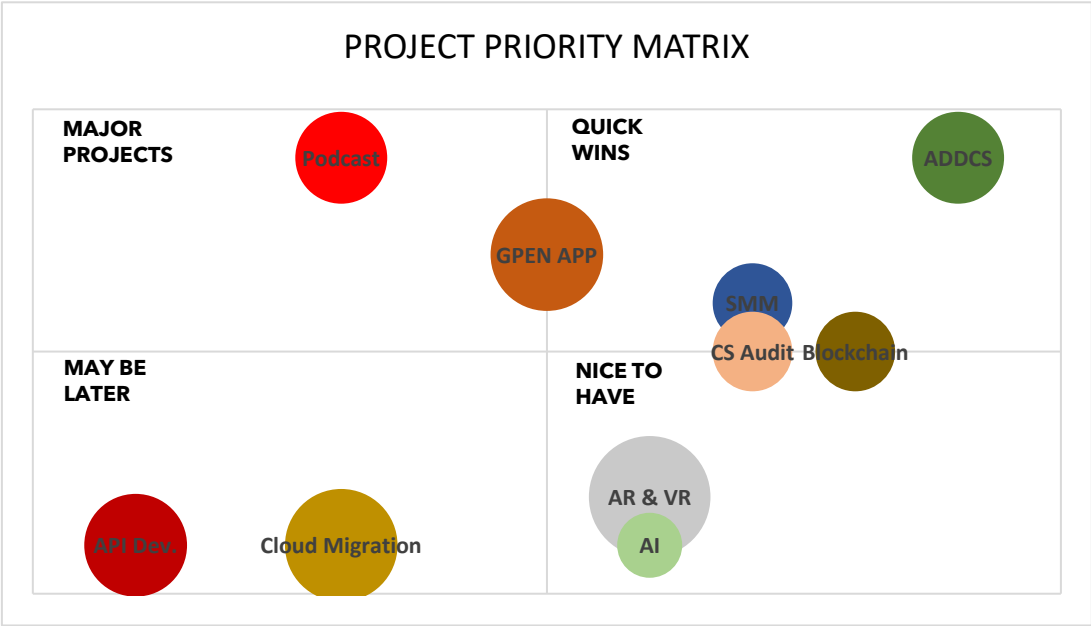 PROJECT PRIORITY MATRIX
MAJOR
PROJECTS
Podcast
QUICK
WINS
ADDCS
GPEN APP
SMM
CS Audit
Blockchain
MAY BE
LATER
NICE TO
HAVE
AR & VR
API Dev.
Cloud Migration
AI